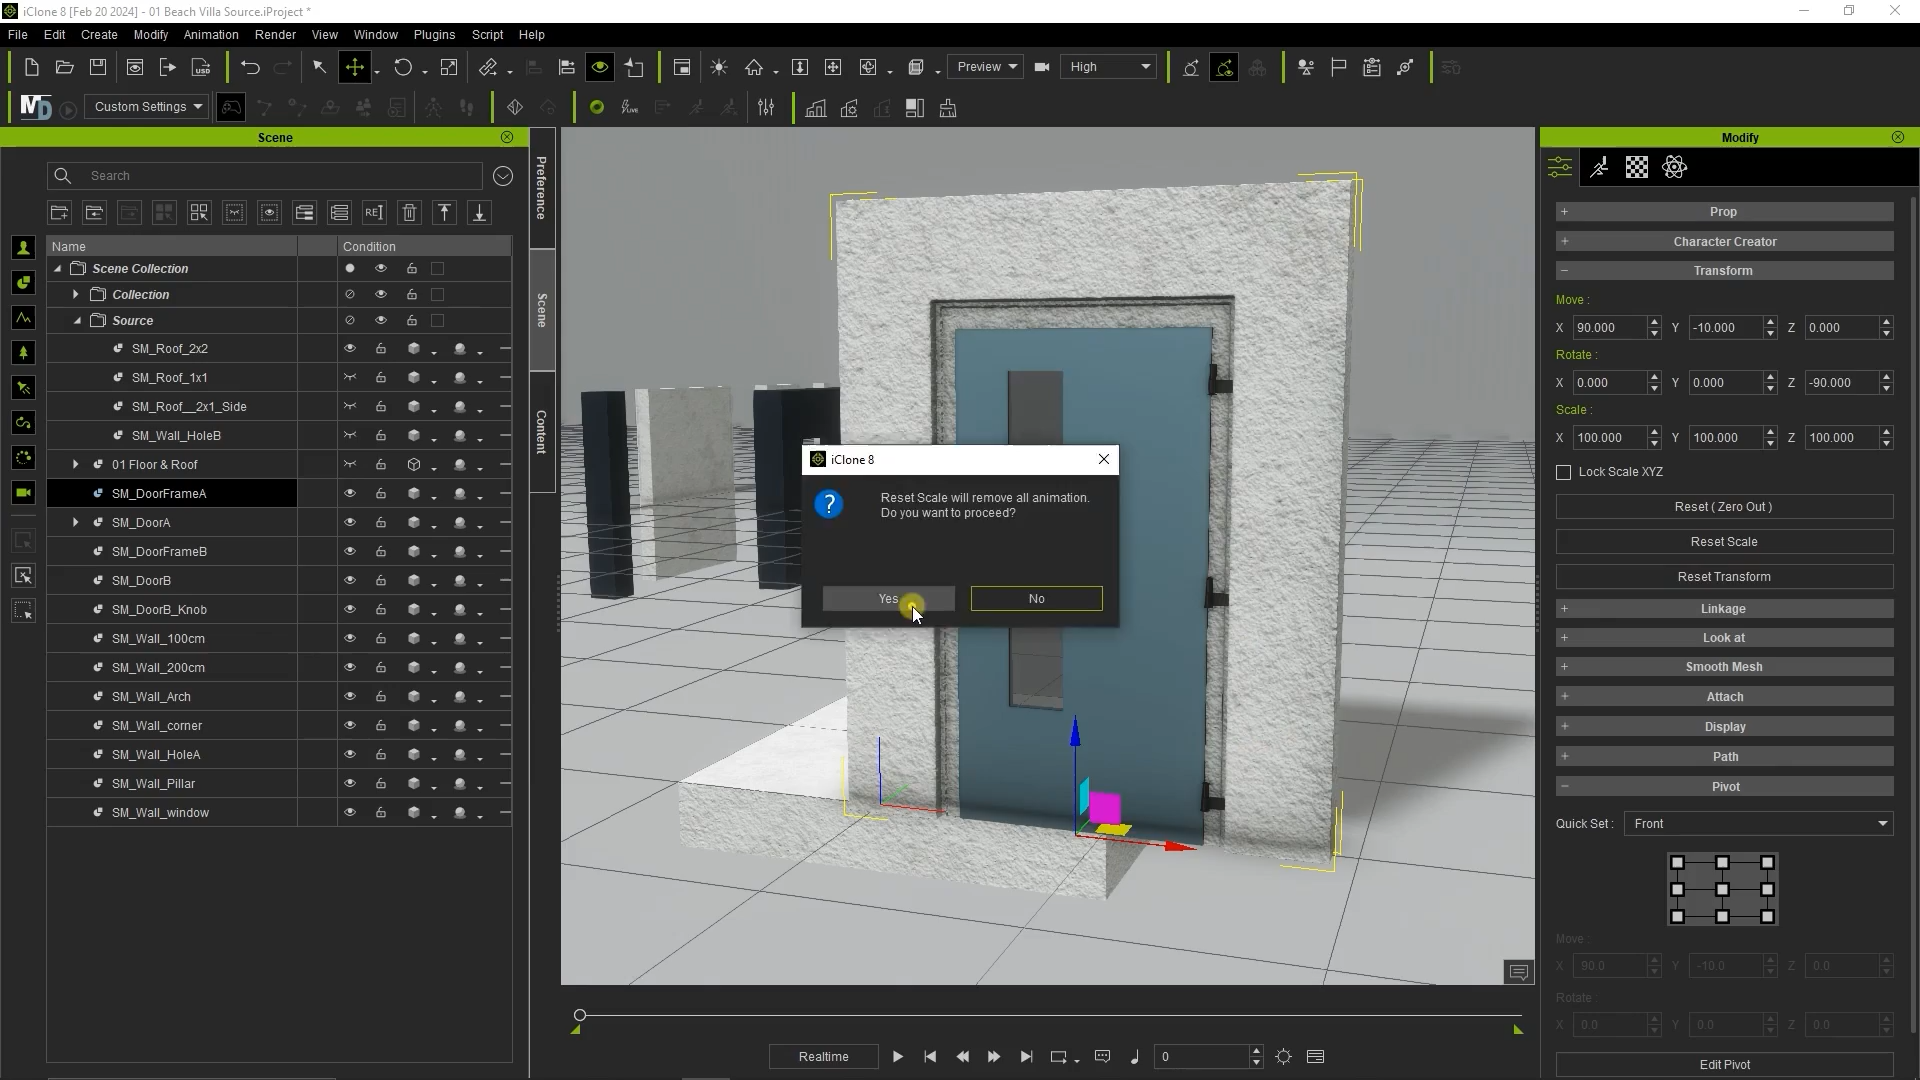 iClone 8 [Feb 20 2024] - 01 Beach Villa Source.iProject *
File Edit Create Modify Animation Render View Window Plugins Script Help
USD Preview High
MD Custom Settings LIVE
Scene
Search
REI
Name Condition
Scene Collection
Collection
Source
SM_Roof_2x2
SM_Roof_1x1
SM_Roof__2x1_Side
SM_Wall_HoleB
01 Floor & Roof
SM_DoorFrameA
SM_DoorA
SM_DoorFrameB
SM_DoorB
SM_DoorB_Knob
SM_Wall_100cm
SM_Wall_200cm
SM_Wall_Arch
SM_Wall_corner
SM_Wall_HoleA
SM_Wall_Pillar
SM_Wall_window
Preference
Scene
Content
iClone 8
Reset Scale will remove all animation.
Do you want to proceed?
Yes No
Realtime 0
Modify
Prop
Character Creator
Transform
Move :
X 90.000 Y -10.000 Z 0.000
Rotate :
X 0.000 Y 0.000 Z -90.000
Scale :
X 100.000 Y 100.000 Z 100.000
Lock Scale XYZ
Reset ( Zero Out )
Reset Scale
Reset Transform
Linkage
Look at
Smooth Mesh
Attach
Display
Path
Pivot
Quick Set : Front
Move
X 90.0 Y -10.0 Z 0.0
Rotate
X 0.0 Y 0.0 Z 0.0
Edit Pivot